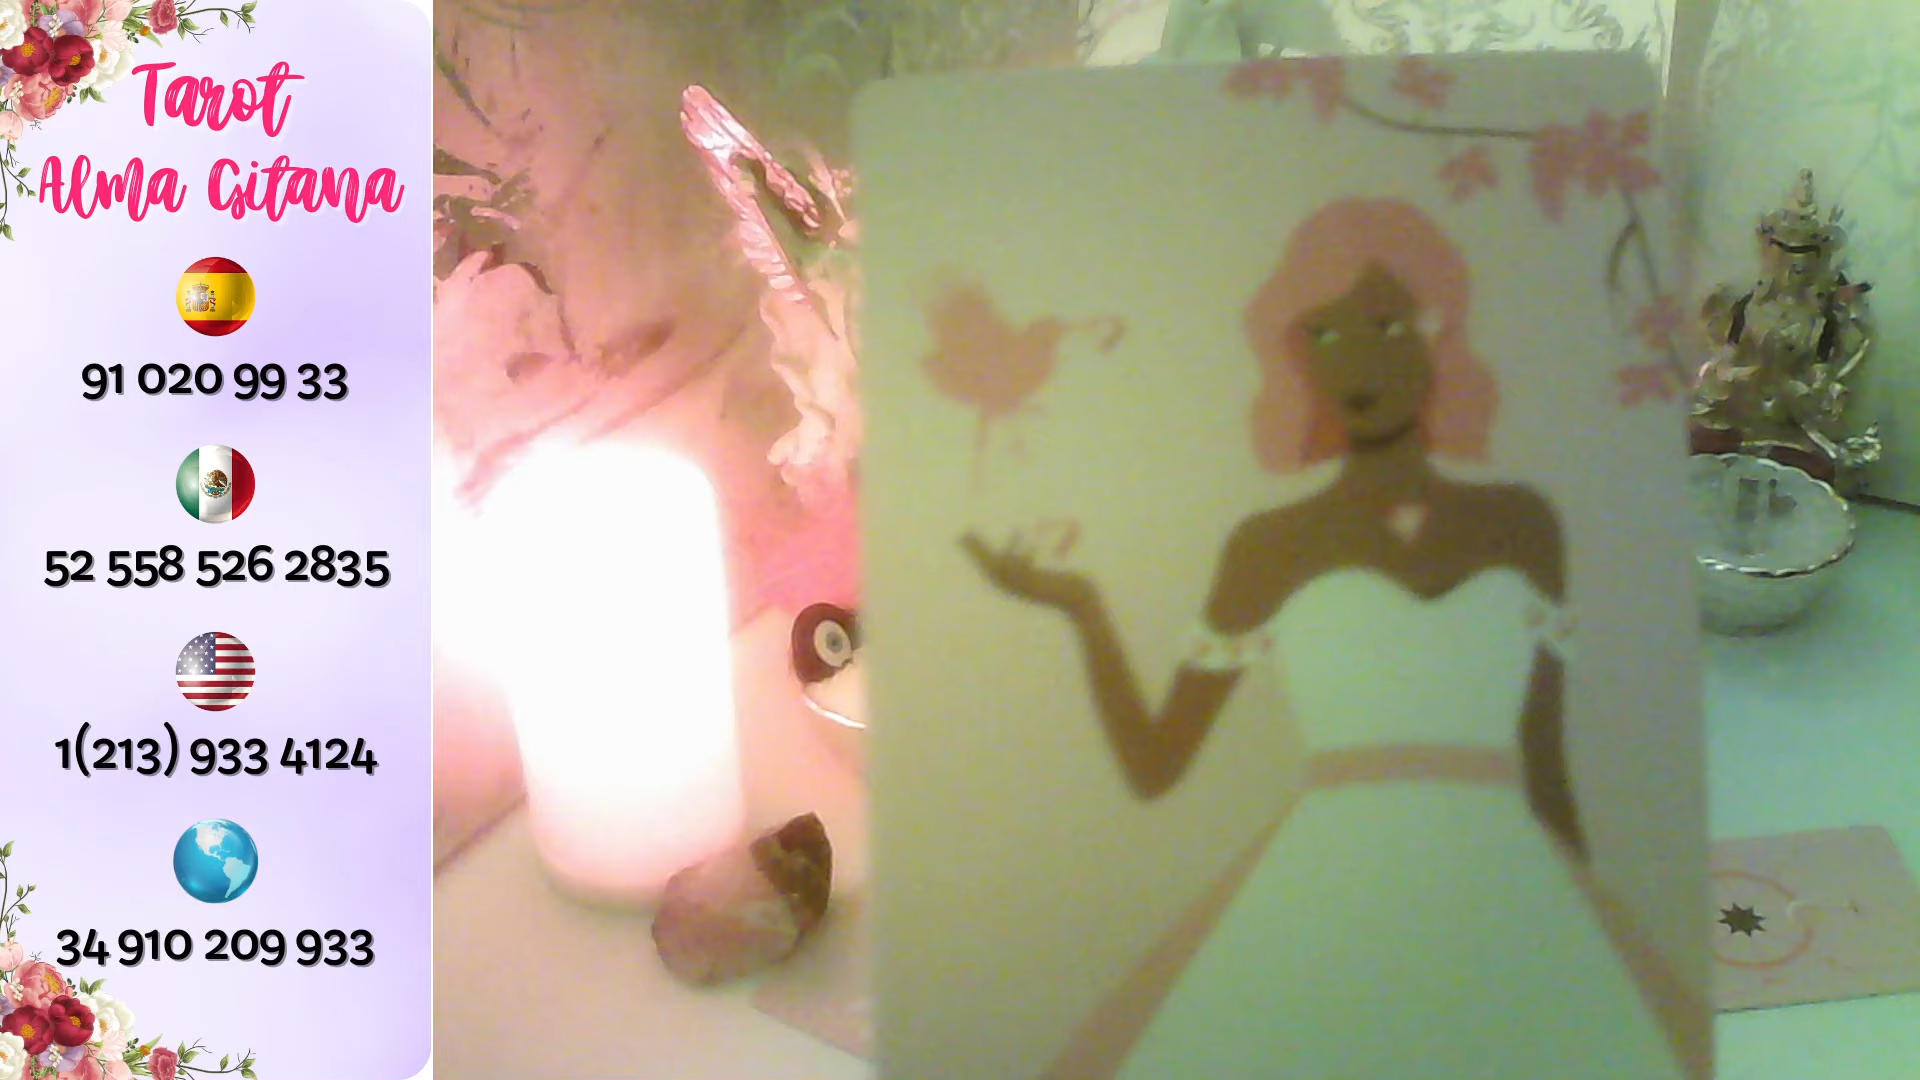 Tarot
Alma Gitana
91 020 99 33
52 558 526 2835
1(213) 933 4124
34 910 209 933